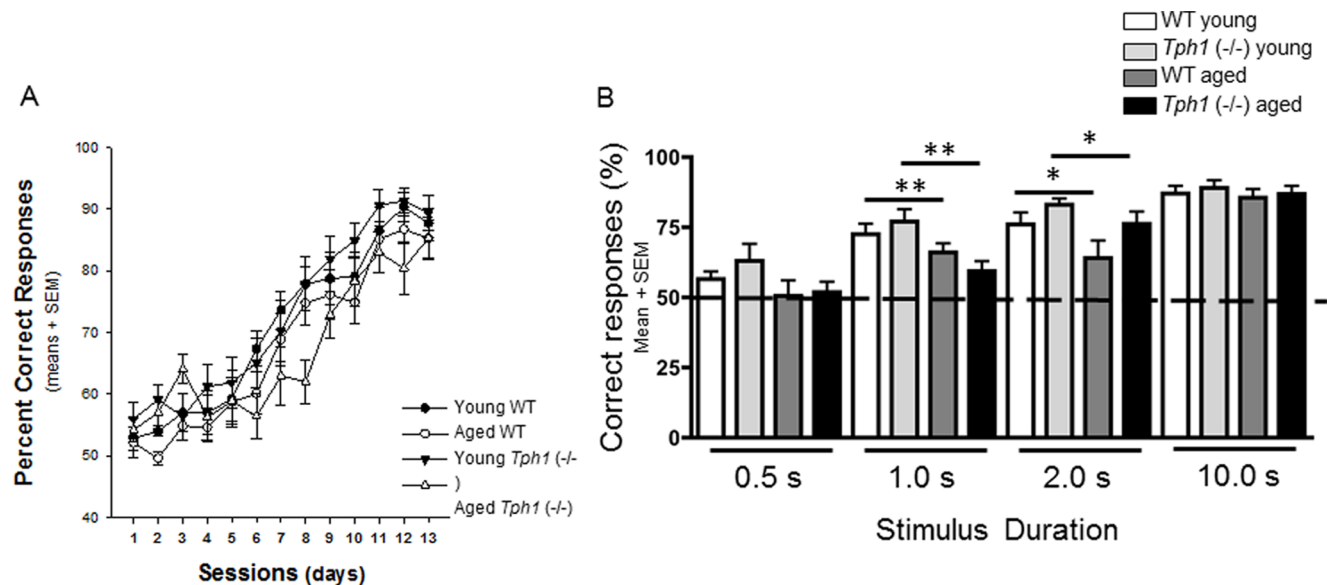 A
Percent Correct Responses
(means + SEM)
100
90
80
70
60
50
40
1 2 3 4 5 6 7 8 9 10 11 12 13
Sessions (days)
Young WT
Aged WT
Young Tph1 (-/-
)
Aged Tph1 (-/-)
B
WT young
Tph1 (-/-) young
WT aged
Tph1 (-/-) aged
Correct responses (%)
Mean + SEM
100
75
50
25
0
** *
** *
0.5 s 1.0 s 2.0 s 10.0 s
Stimulus Duration